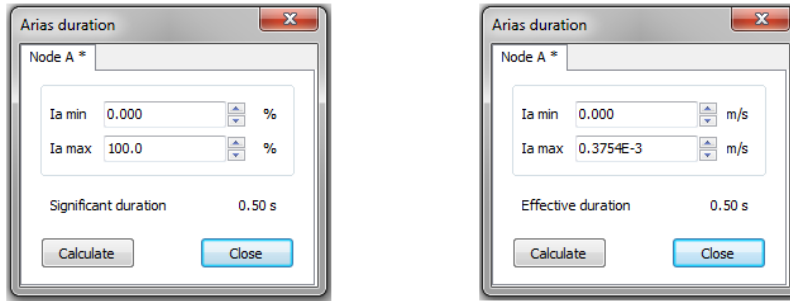 Arias duration
Node A *
Ia min 0.000 %
Ia max 100.0 %
Significant duration 0.50 s
Calculate Close
Arias duration
Node A *
Ia min 0.000 m/s
Ia max 0.3754E-3 m/s
Effective duration 0.50 s
Calculate Close